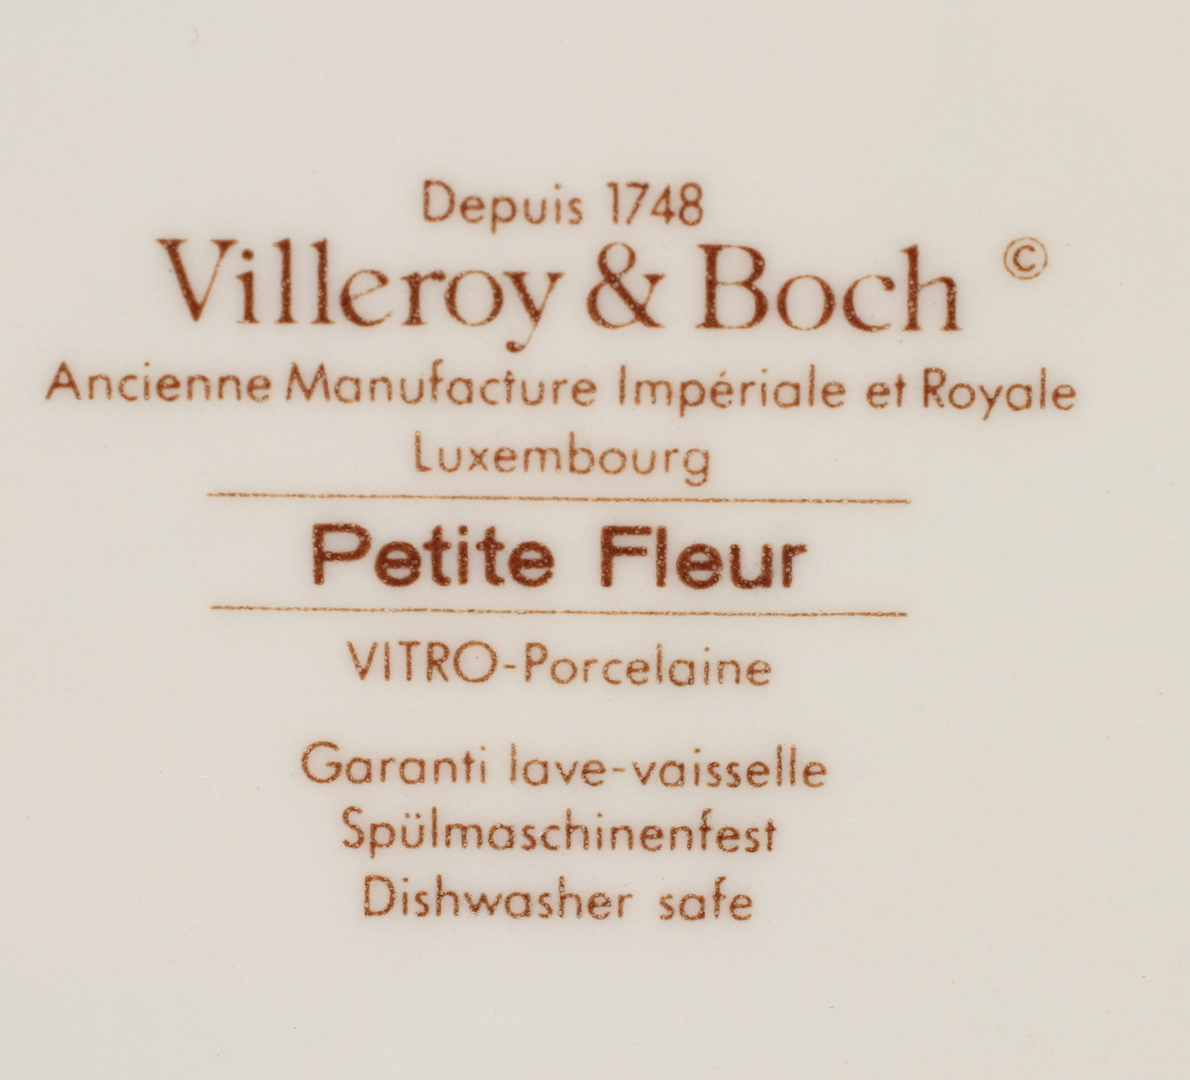 Depuis 1748
Villeroy & Boch ©
Ancienne Manufacture Impériale et Royale
Luxembourg
Petite Fleur
VITRO-Porcelaine
Garanti lave-vaisselle
Spülmaschinenfest
Dishwasher safe